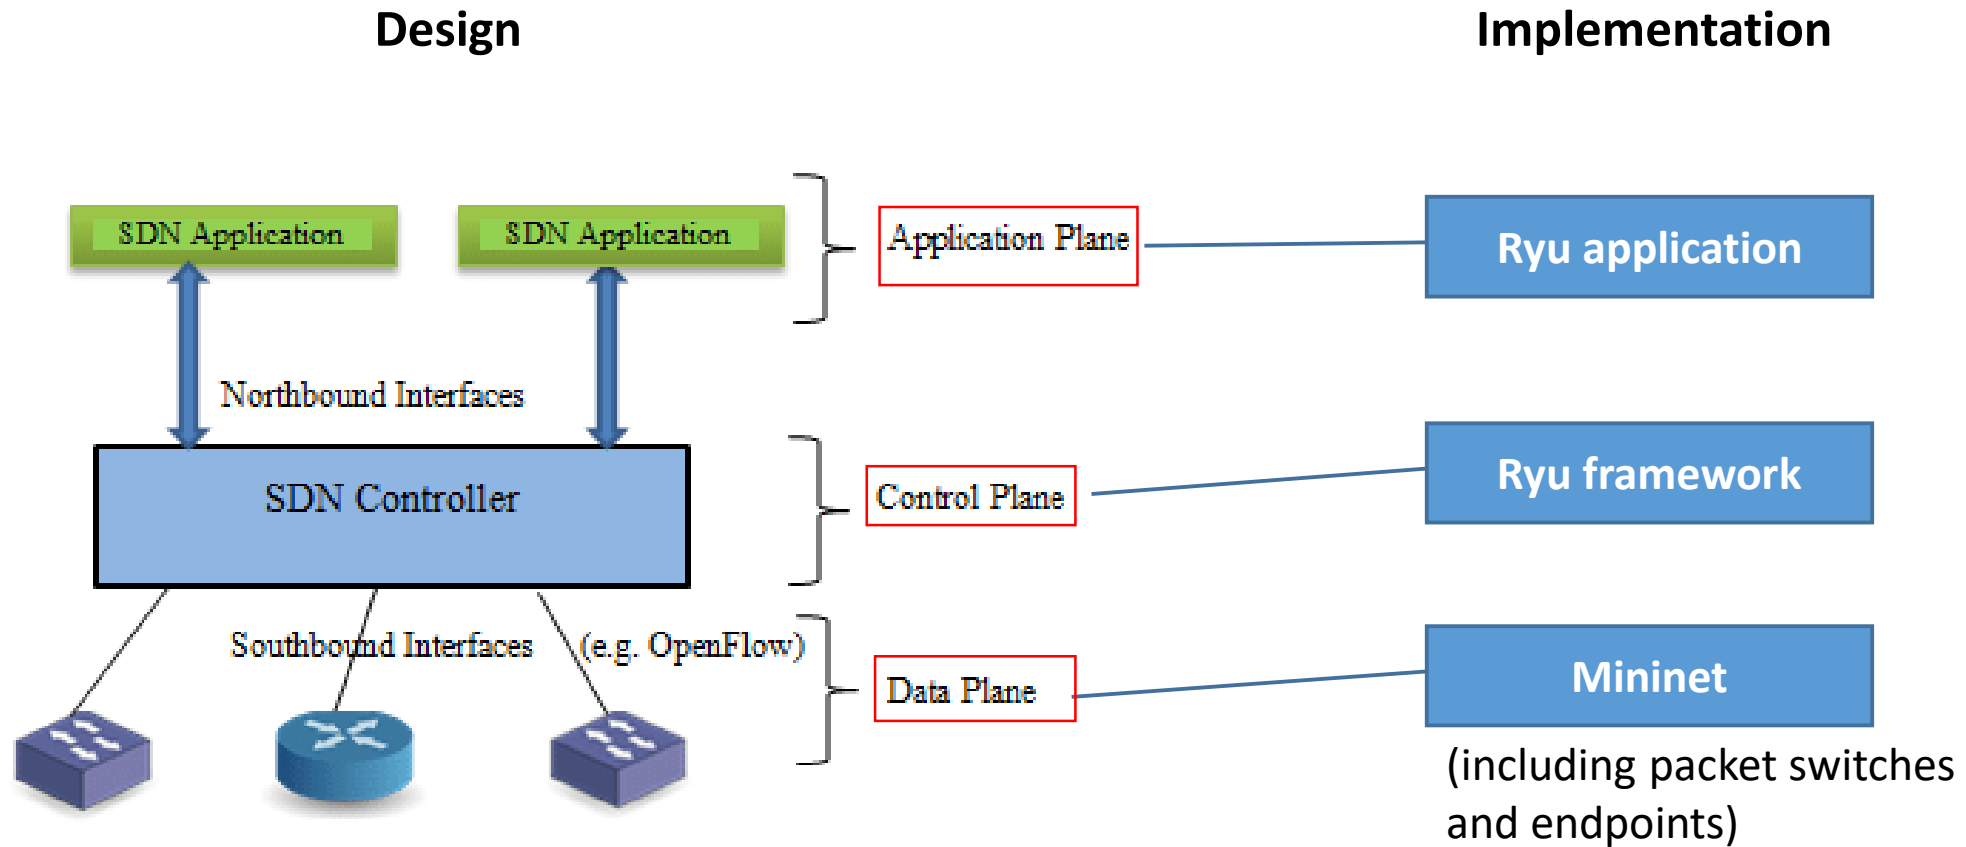 Design
Implementation
SDN Application
SDN Application
Application Plane
Ryu application
Northbound Interfaces
SDN Controller
Control Plane
Ryu framework
Southbound Interfaces (e.g. OpenFlow)
Data Plane
Mininet
(including packet switches
and endpoints)